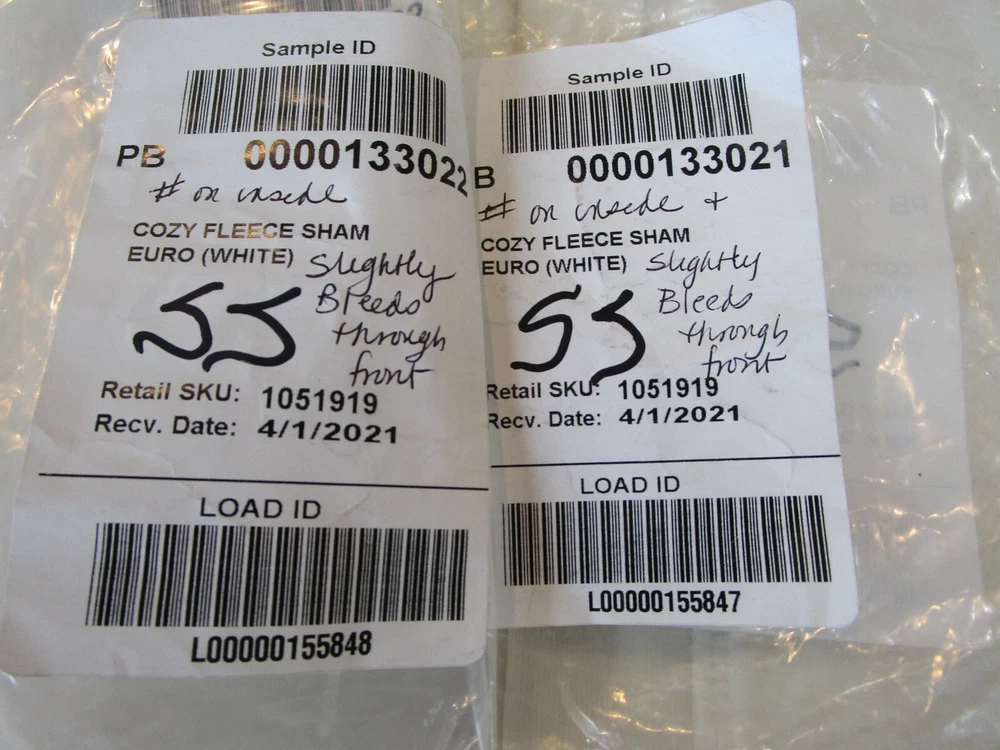 Sample ID
PB 0000133022
# on inside
COZY FLEECE SHAM
EURO (WHITE) Slightly
Bleeds
through
front
SS
Retail SKU: 1051919
Recv. Date: 4/1/2021
LOAD ID
L00000155848
Sample ID
B 0000133021
# on inside +
COZY FLEECE SHAM
EURO (WHITE) Slightly
Bleeds
through
front
SS
Retail SKU: 1051919
Recv. Date: 4/1/2021
LOAD ID
L00000155847